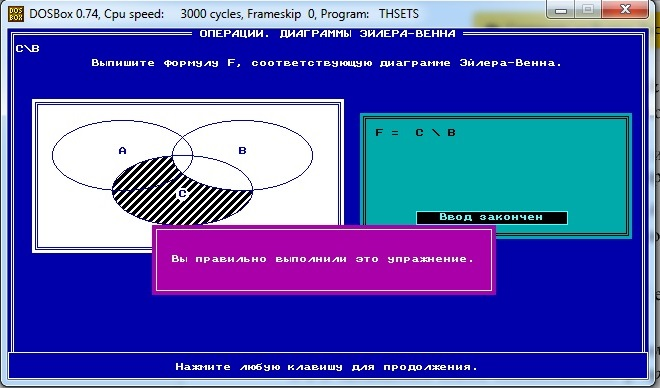 DOSBox 0.74, Cpu speed: 3000 cycles, Frameskip 0, Program: THSETS
ОПЕРАЦИИ. ДИАГРАММЫ ЭЙЛЕРА-ВЕННА
C\B
Выпишите формулу F, соответствующую диаграмме Эйлера-Венна.
A
B
C
F = C \ B
Ввод закончен
Вы правильно выполнили это упражнение.
Нажмите любую клавишу для продолжения.